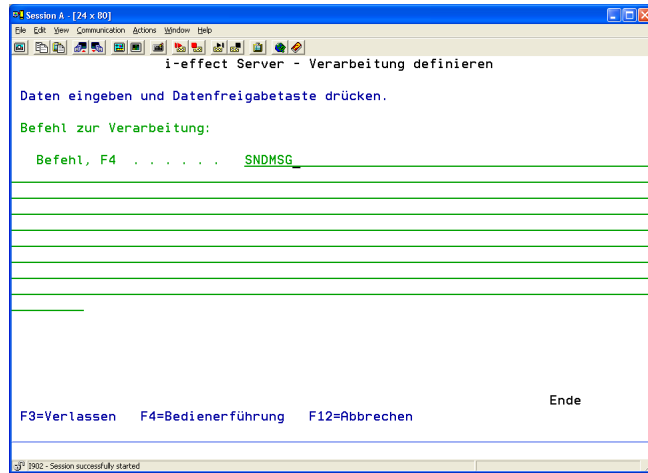 Session A - [24 x 80]
File Edit View Communication Actions Window Help
i-effect Server - Verarbeitung definieren
Daten eingeben und Datenfreigabetaste drücken.
Befehl zur Verarbeitung:
Befehl, F4 . . . . . . SNDMSG
Ende
F3=Verlassen F4=Bedienerführung F12=Abbrechen
I902 - Session successfully started